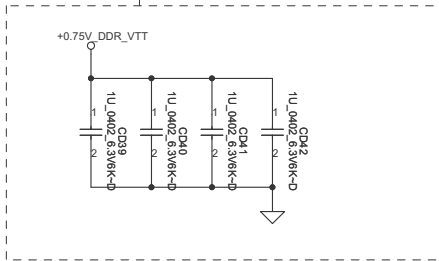 +0.75V_DDR_VTT
1
2
CD39
1U_0402_6.3V6K~D
1
2
CD40
1U_0402_6.3V6K~D
1
2
CD41
1U_0402_6.3V6K~D
1
2
CD42
1U_0402_6.3V6K~D